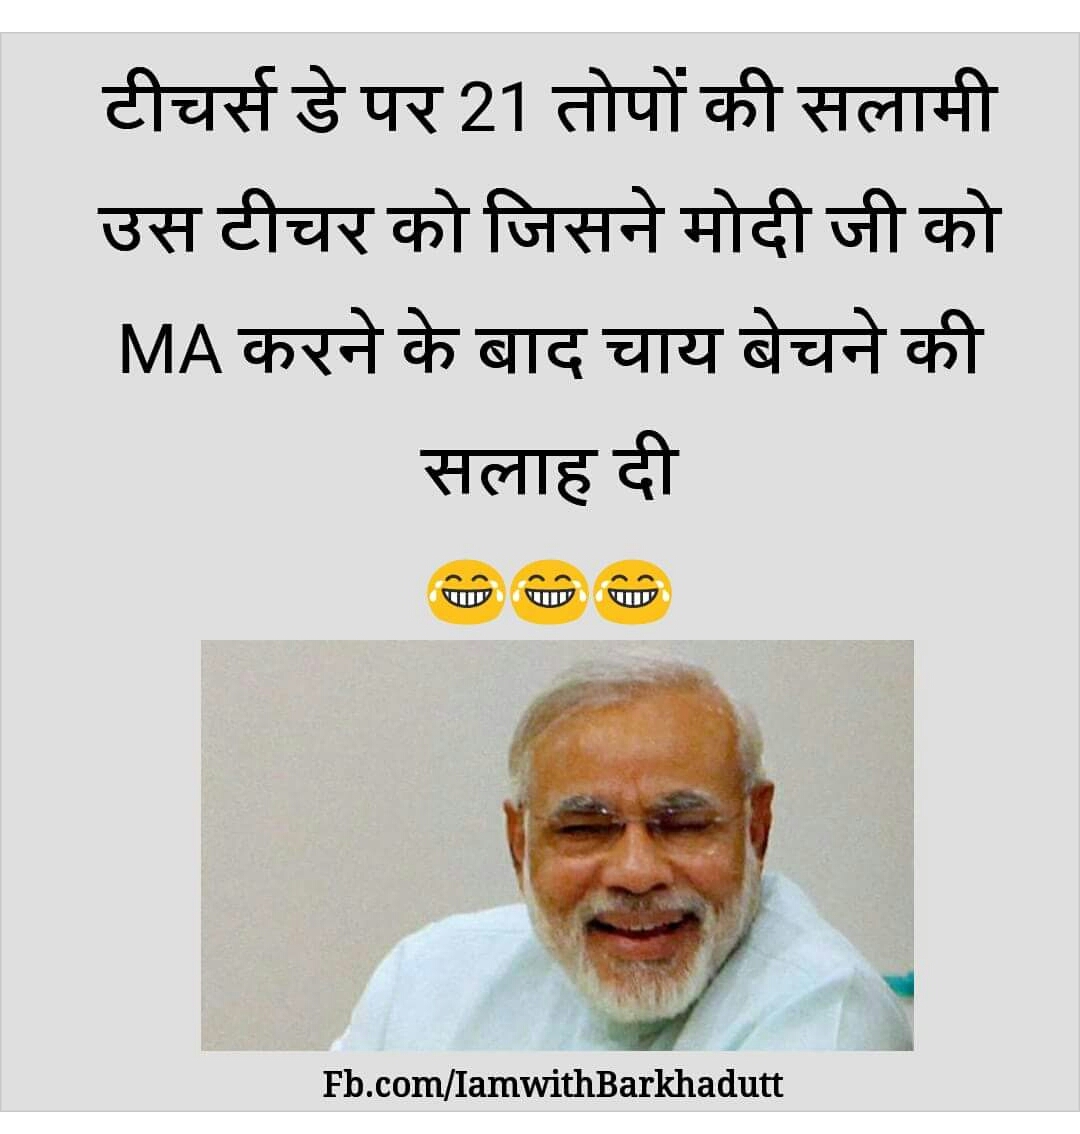 टीचर्स डे पर 21 तोपों की सलामी
उस टीचर को जिसने मोदी जी को
MA करने के बाद चाय बेचने की
सलाह दी
😂😂😂
Fb.com/IamwithBarkhadutt